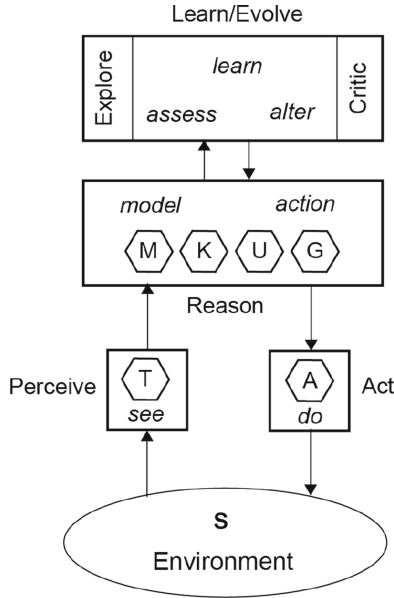 Learn/Evolve
Explore
learn
assess
alter
Critic
model
action
M K U G
Reason
Perceive
T
see
A
do
Act
S
Environment